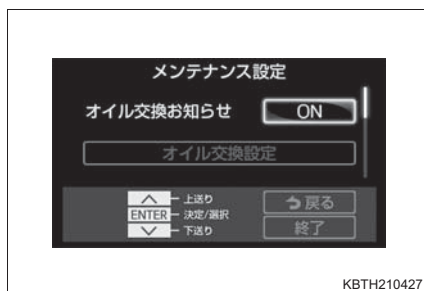 メンテナンス設定
オイル交換お知らせ ON
オイル交換設定
上送り
戻る
ENTER 決定/選択
下送り
終了
KBTH210427